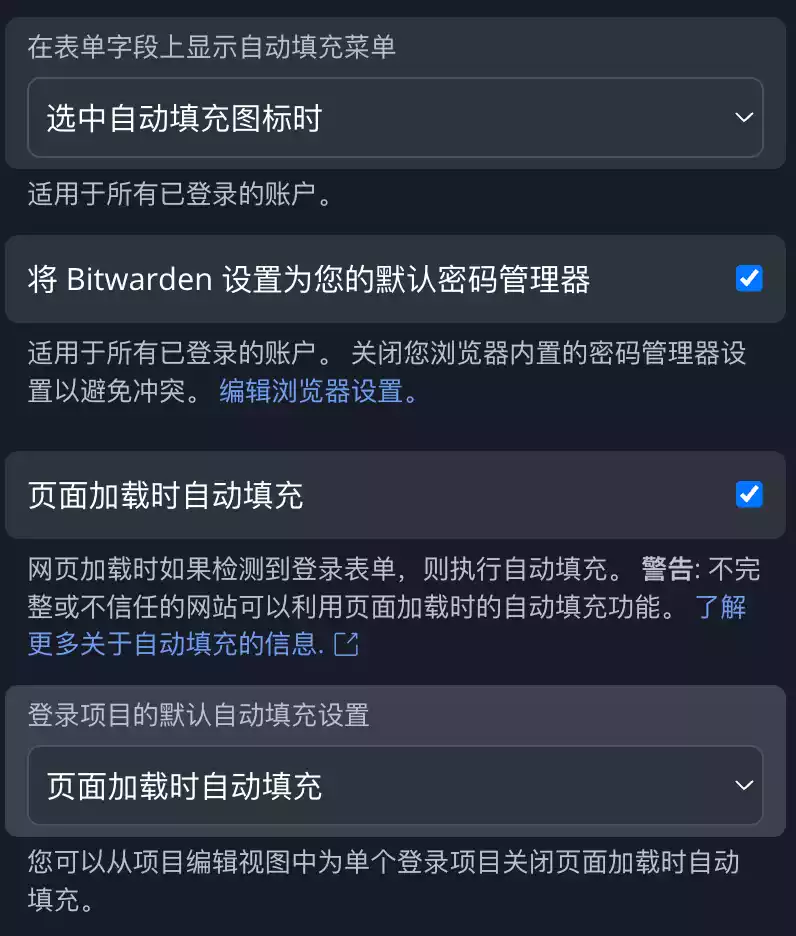 在表单字段上显示自动填充菜单
选中自动填充图标时
适用于所有已登录的账户。
将 Bitwarden 设置为您的默认密码管理器
适用于所有已登录的账户。 关闭您浏览器内置的密码管理器设
置以避免冲突。 编辑浏览器设置。
页面加载时自动填充
网页加载时如果检测到登录表单，则执行自动填充。 警告: 不完
整或不信任的网站可以利用页面加载时的自动填充功能。 了解
更多关于自动填充的信息.
登录项目的默认自动填充设置
页面加载时自动填充
您可以从项目编辑视图中为单个登录项目关闭页面加载时自动
填充。